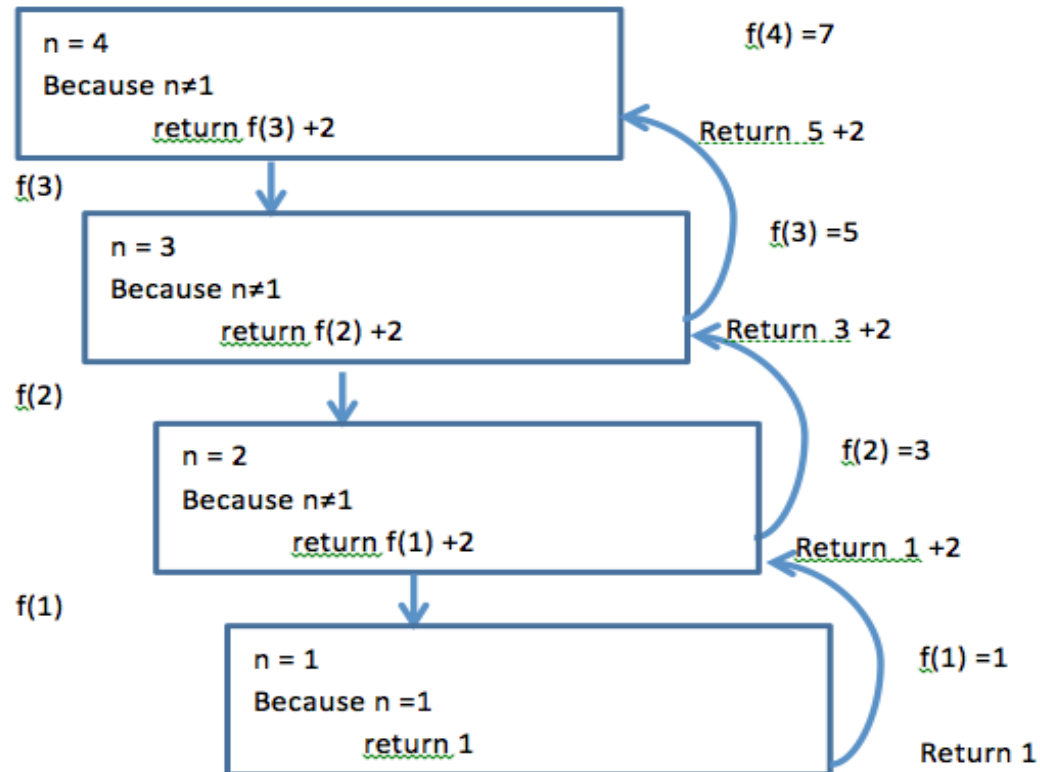 n = 4
f(4) =7
Because n≠1
return f(3) +2
Return 5 +2
f(3)
n = 3
f(3) =5
Because n≠1
return f(2) +2
Return 3 +2
f(2)
n = 2
f(2) =3
Because n≠1
return f(1) +2
Return 1 +2
f(1)
n = 1
f(1) =1
Because n =1
return 1
Return 1